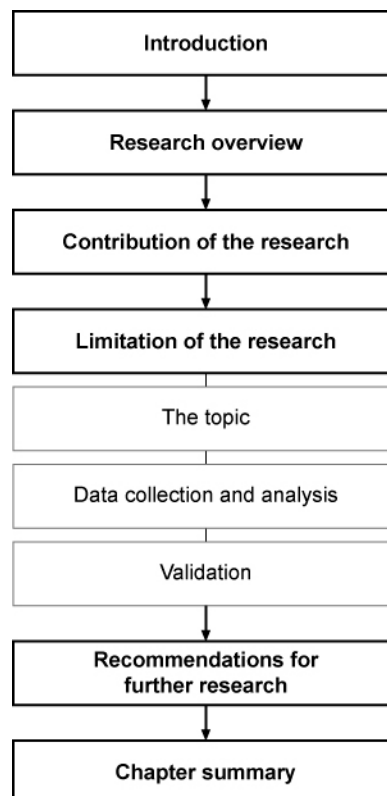 Introduction
Research overview
Contribution of the research
Limitation of the research
The topic
Data collection and analysis
Validation
Recommendations for
further research
Chapter summary